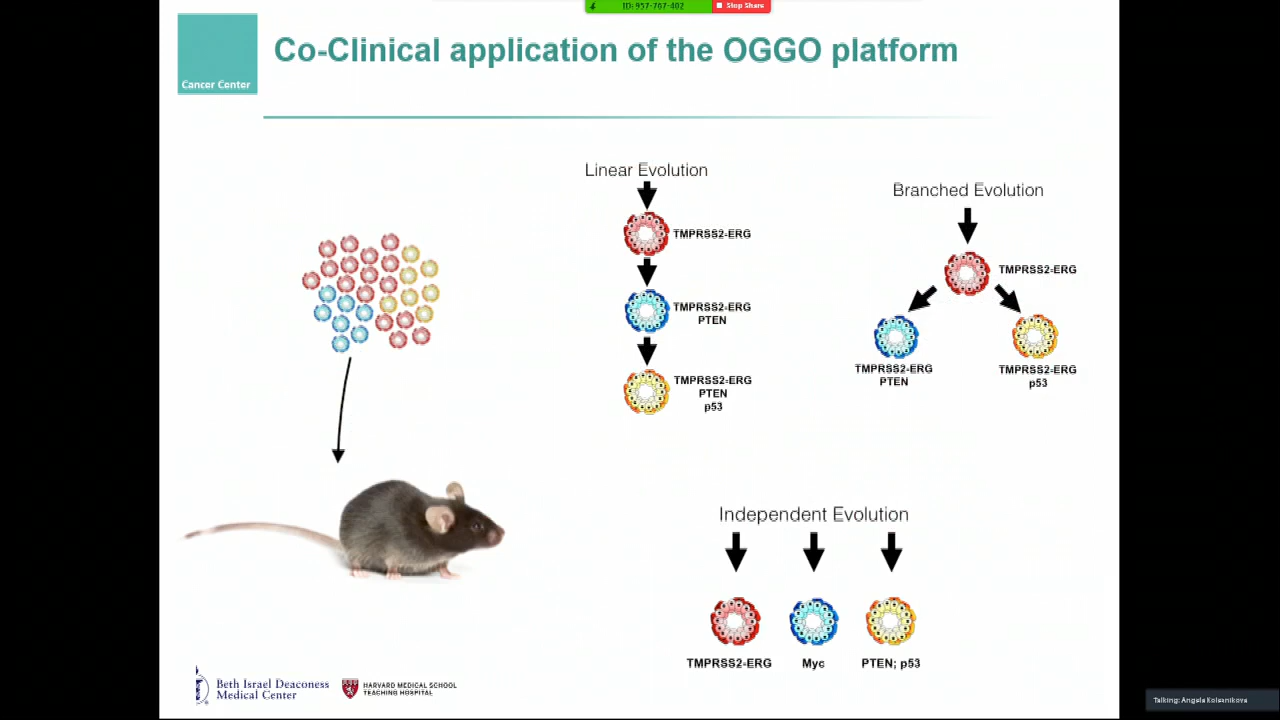 ID: 957-767-402
Stop Share
Cancer Center
Co-Clinical application of the OGGO platform
Linear Evolution
TMPRSS2-ERG
TMPRSS2-ERG
PTEN
TMPRSS2-ERG
PTEN
p53
Branched Evolution
TMPRSS2-ERG
TMPRSS2-ERG
PTEN
TMPRSS2-ERG
p53
Independent Evolution
TMPRSS2-ERG
Myc
PTEN; p53
Beth Israel Deaconess
Medical Center
HARVARD MEDICAL SCHOOL
TEACHING HOSPITAL
Talking: Angela Kolsanikova